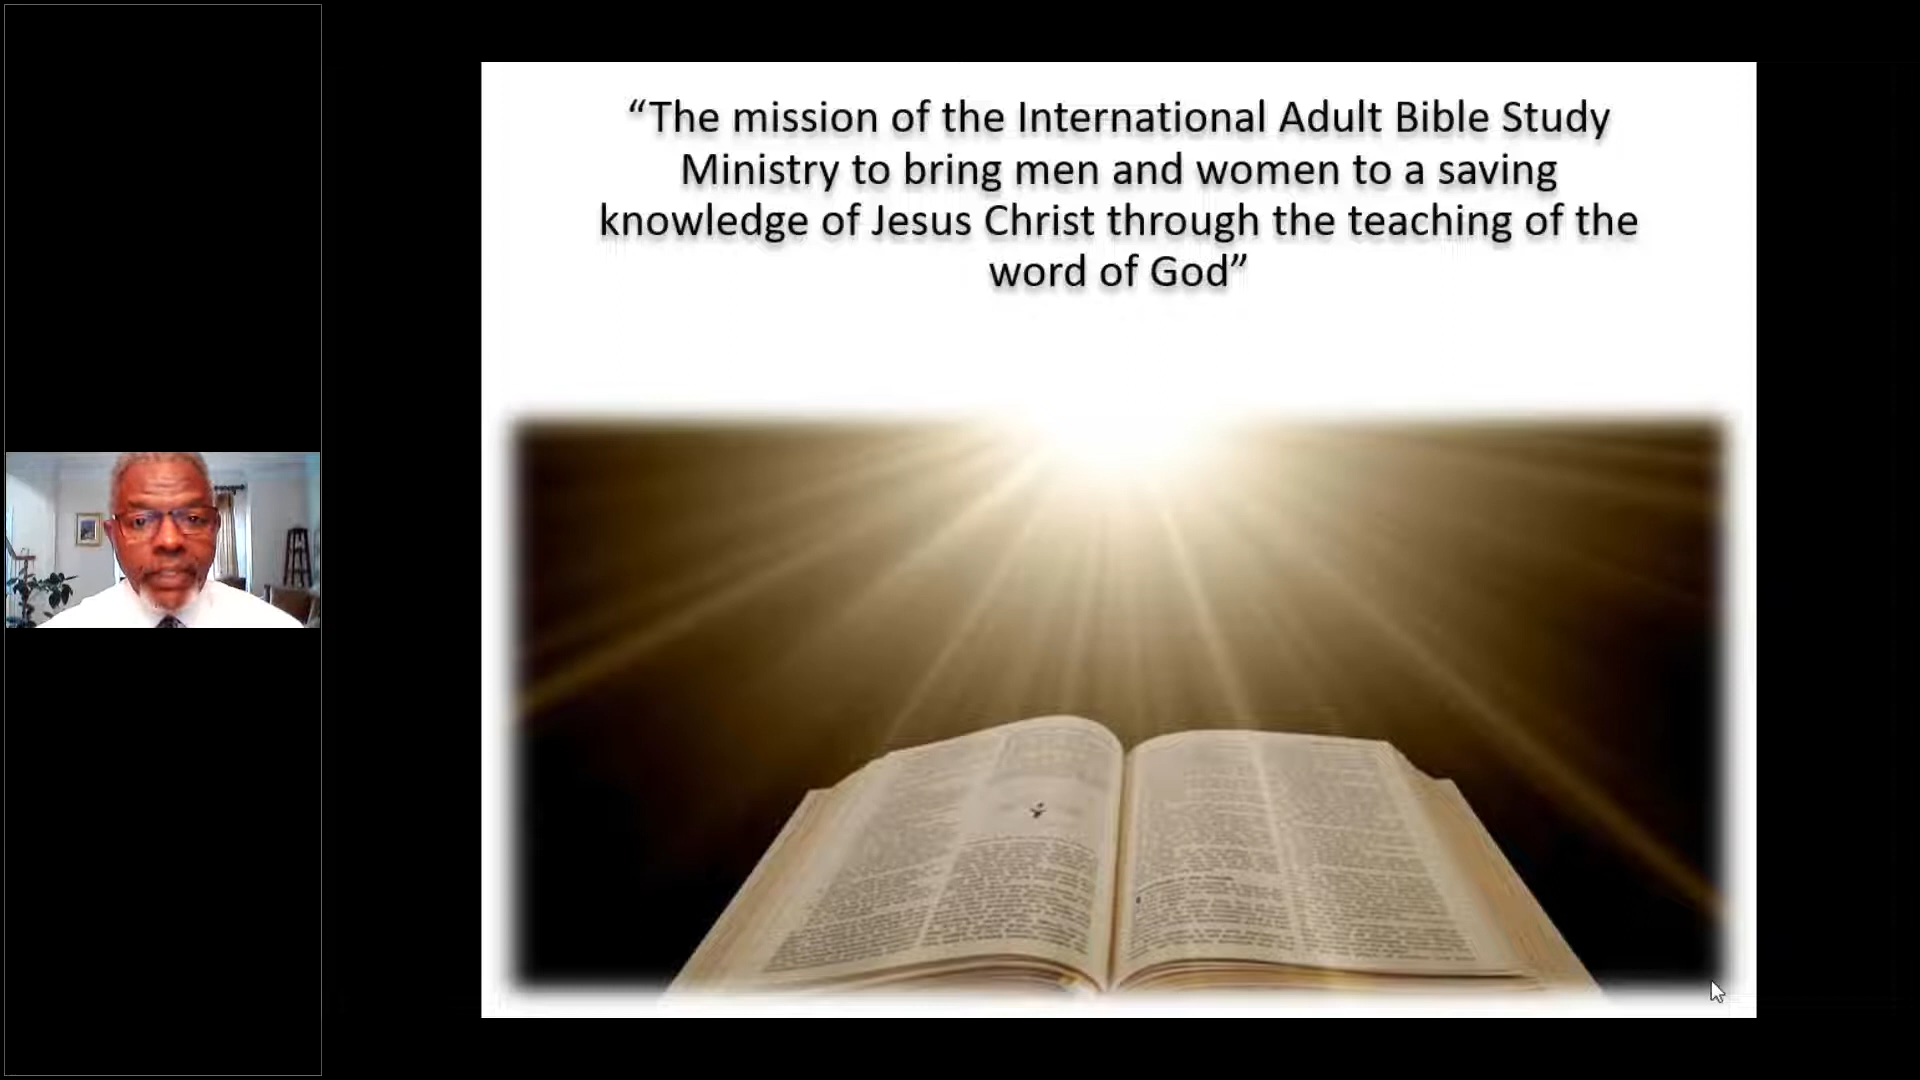 “The mission of the International Adult Bible Study
Ministry to bring men and women to a saving
knowledge of Jesus Christ through the teaching of the
word of God”